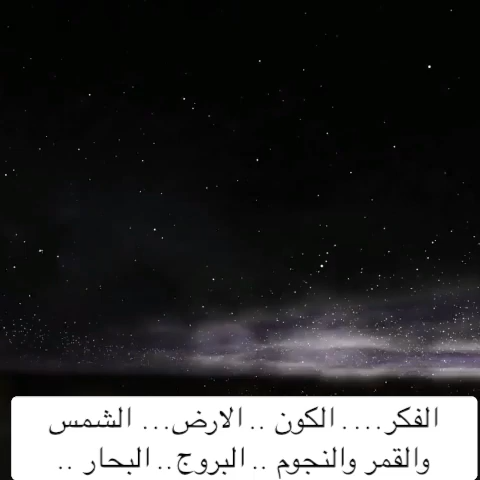 الفكر.... الكون .. الارض... الشمس
والقمر والنجوم .. البروج.. البحار ..